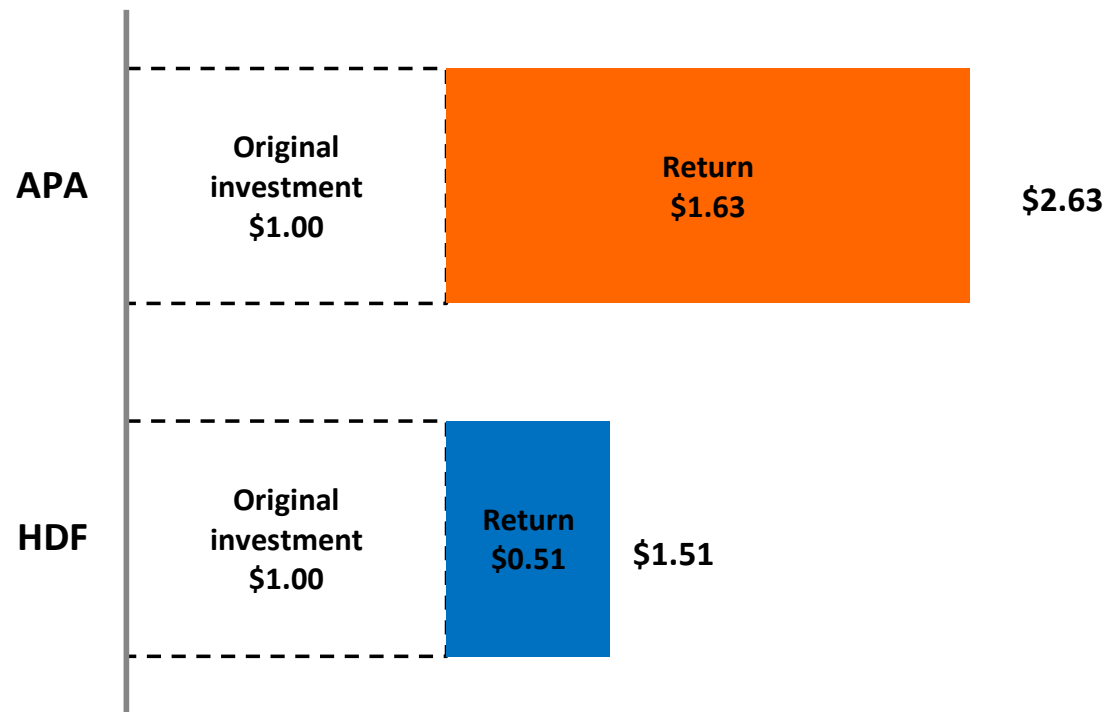 APA
Original
investment
$1.00
Return
$1.63
$2.63
HDF
Original
investment
$1.00
Return
$0.51
$1.51